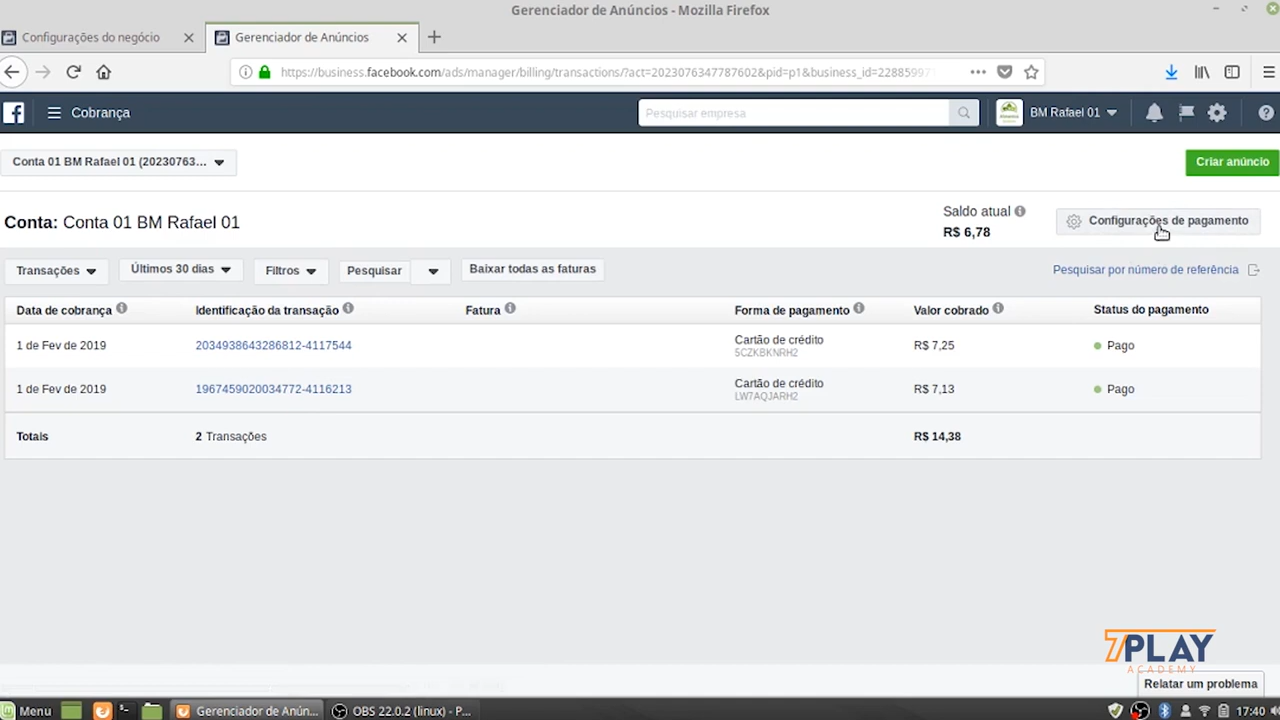 Gerenciador de Anúncios - Mozilla Firefox
Configurações do negócio
Gerenciador de Anúncios
https://business.facebook.com/ads/manager/billing/transactions/?act=2023076347787602&pid=p1&business_id=22885997
Cobrança
Pesquisar empresa
BM Rafael 01
Conta 01 BM Rafael 01 (20230763...
Criar anúncio
Conta: Conta 01 BM Rafael 01
Saldo atual
R$ 6,78
Configurações de pagamento
Transações
Últimos 30 dias
Filtros
Pesquisar
Baixar todas as faturas
Pesquisar por número de referência
Data de cobrança Identificação da transação Fatura Forma de pagamento Valor cobrado Status do pagamento
1 de Fev de 2019 2034938643286812-4117544 Cartão de crédito R$ 7,25 Pago
5CZKBKNRH2
1 de Fev de 2019 1967459020034772-4116213 Cartão de crédito R$ 7,13 Pago
LW7AQJARH2
Totais 2 Transações R$ 14,38
7PLAY
ACADEMY
Relatar um problema
Menu
Gerenciador de Anún...
OBS 22.0.2 (linux) - P...
17:40